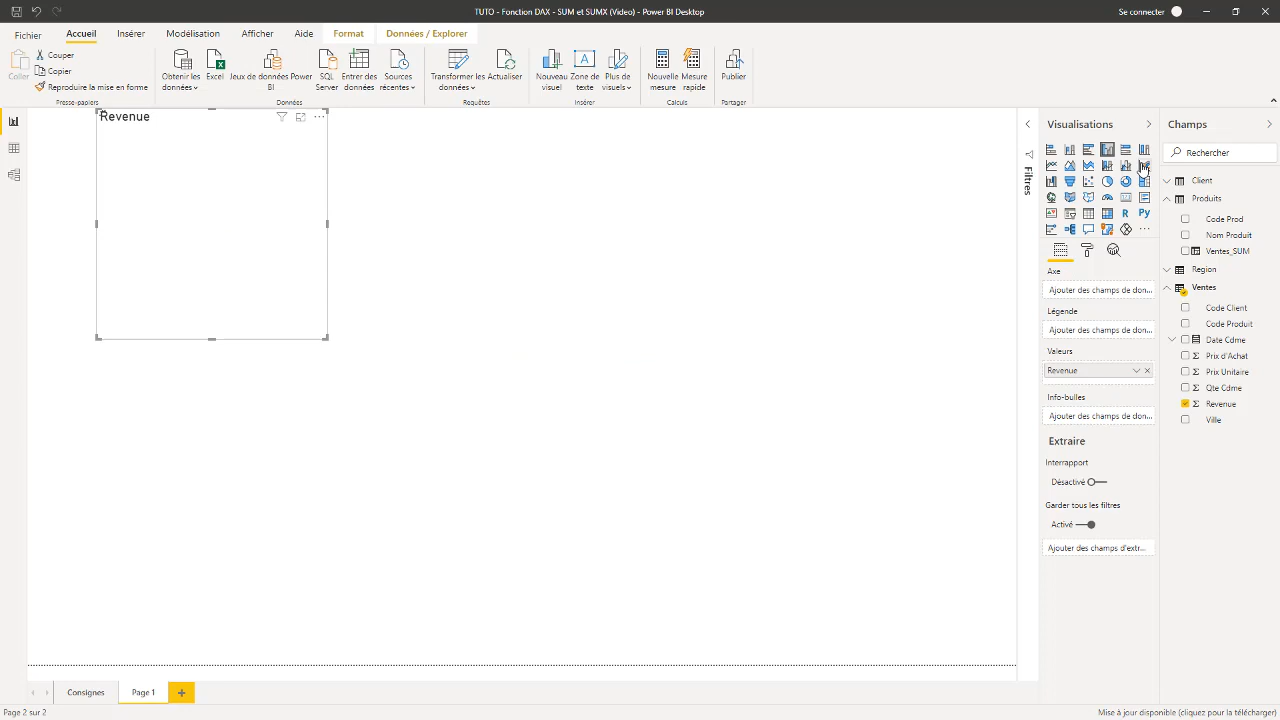 TUTO - Fonction DAX - SUM et SUMX (Video) - Power BI Desktop
Se connecter
Fichier
Accueil
Insérer
Modélisation
Afficher
Aide
Format
Données / Explorer
Coller
Couper
Copier
Reproduire la mise en forme
Presse-papiers
Obtenir les données
Excel
Jeux de données Power BI
SQL Server
Entrer des données
Sources récentes
Données
Transformer les données
Actualiser
Requêtes
Nouveau visuel
Zone de texte
Plus de visuels
Insérer
Nouvelle mesure
Mesure rapide
Calculs
Publier
Partager
Revenue
Filtres
Visualisations
R
Py
Axe
Ajouter des champs de don...
Légende
Ajouter des champs de don...
Valeurs
Revenue
Info-bulles
Ajouter des champs de don...
Extraire
Interrapport
Désactivé
Garder tous les filtres
Activé
Ajouter des champs d'extr...
Champs
Rechercher
Client
Produits
Code Prod
Nom Produit
Ventes_SUM
Region
Ventes
Code Client
Code Produit
Date Cdme
Prix d'Achat
Prix Unitaire
Qte Cdme
Revenue
Ville
Consignes
Page 1
Page 2 sur 2
Mise à jour disponible (cliquez pour la télécharger)